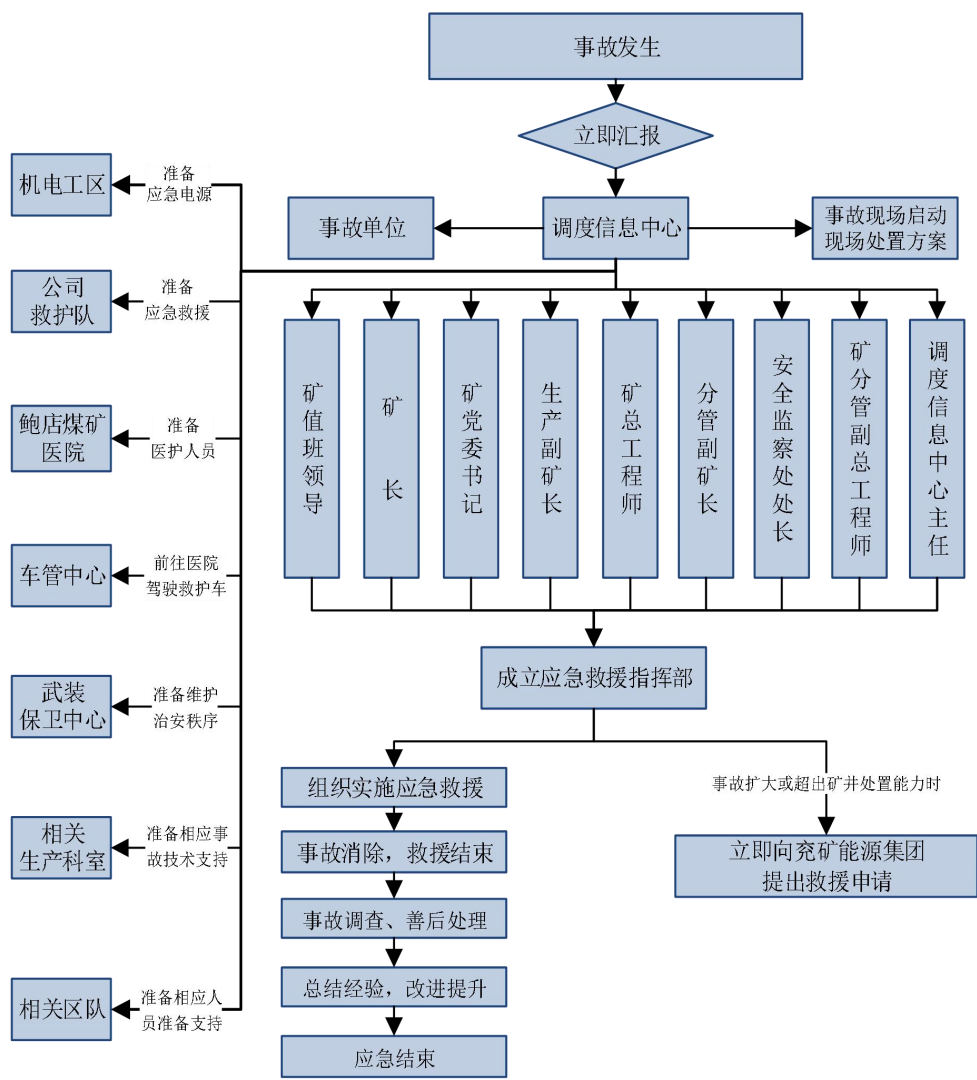 事故发生
立即汇报
事故单位
调度信息中心
事故现场启动
现场处置方案
准备
应急电源
机电工区
准备
应急救援
公司
救护队
准备
医护人员
鲍店煤矿
医院
前往医院
驾驶救护车
车管中心
准备维护
治安秩序
武装
保卫中心
准备相应事
故技术支持
相关
生产科室
准备相应人
员准备支持
相关区队
矿值班领导
矿长
矿党委书记
生产副矿长
矿总工程师
分管副矿长
安全监察处处长
矿分管副总工程师
调度信息中心主任
成立应急救援指挥部
组织实施应急救援
事故消除，救援结束
事故调查、善后处理
总结经验，改进提升
应急结束
事故扩大或超出矿井处置能力时
立即向兖矿能源集团
提出救援申请